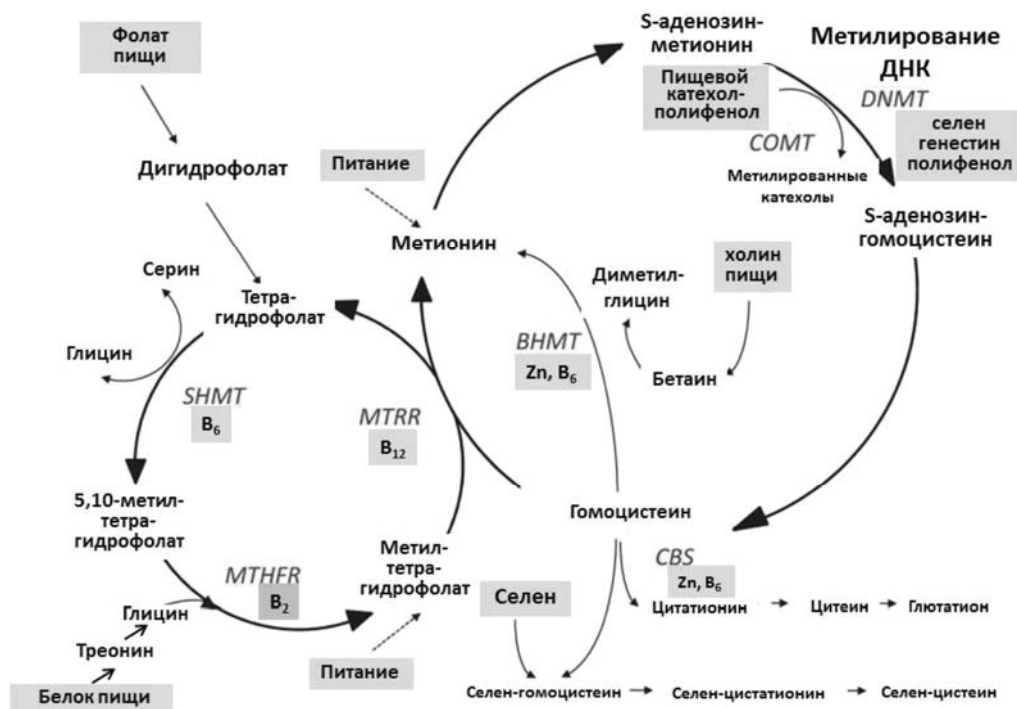 Фолат
пищи
Дигидрофолат
Серин
Глицин
Тетра-
гидрофолат
SHMT
B6
5,10-метил-
тетра-
гидрофолат
MTHFR
B2
Глицин
Треонин
Белок пищи
Питание
Метил-
тетра-
гидрофолат
MTRR
B12
Питание
Метионин
S-аденозин-
метионин
Пищевой
катехол-
полифенол
COMT
Метилированные
катехолы
Метилирование
ДНК
DNMT
селен
генестин
полифенол
S-аденозин-
гомоцистеин
холин
пищи
Диметил-
глицин
Бетаин
BHMT
Zn, B6
Гомоцистеин
CBS
Zn, B6
Цитатионин
Цитеин
Глютатион
Селен
Селен-гомоцистеин
Селен-цистатионин
Селен-цистеин